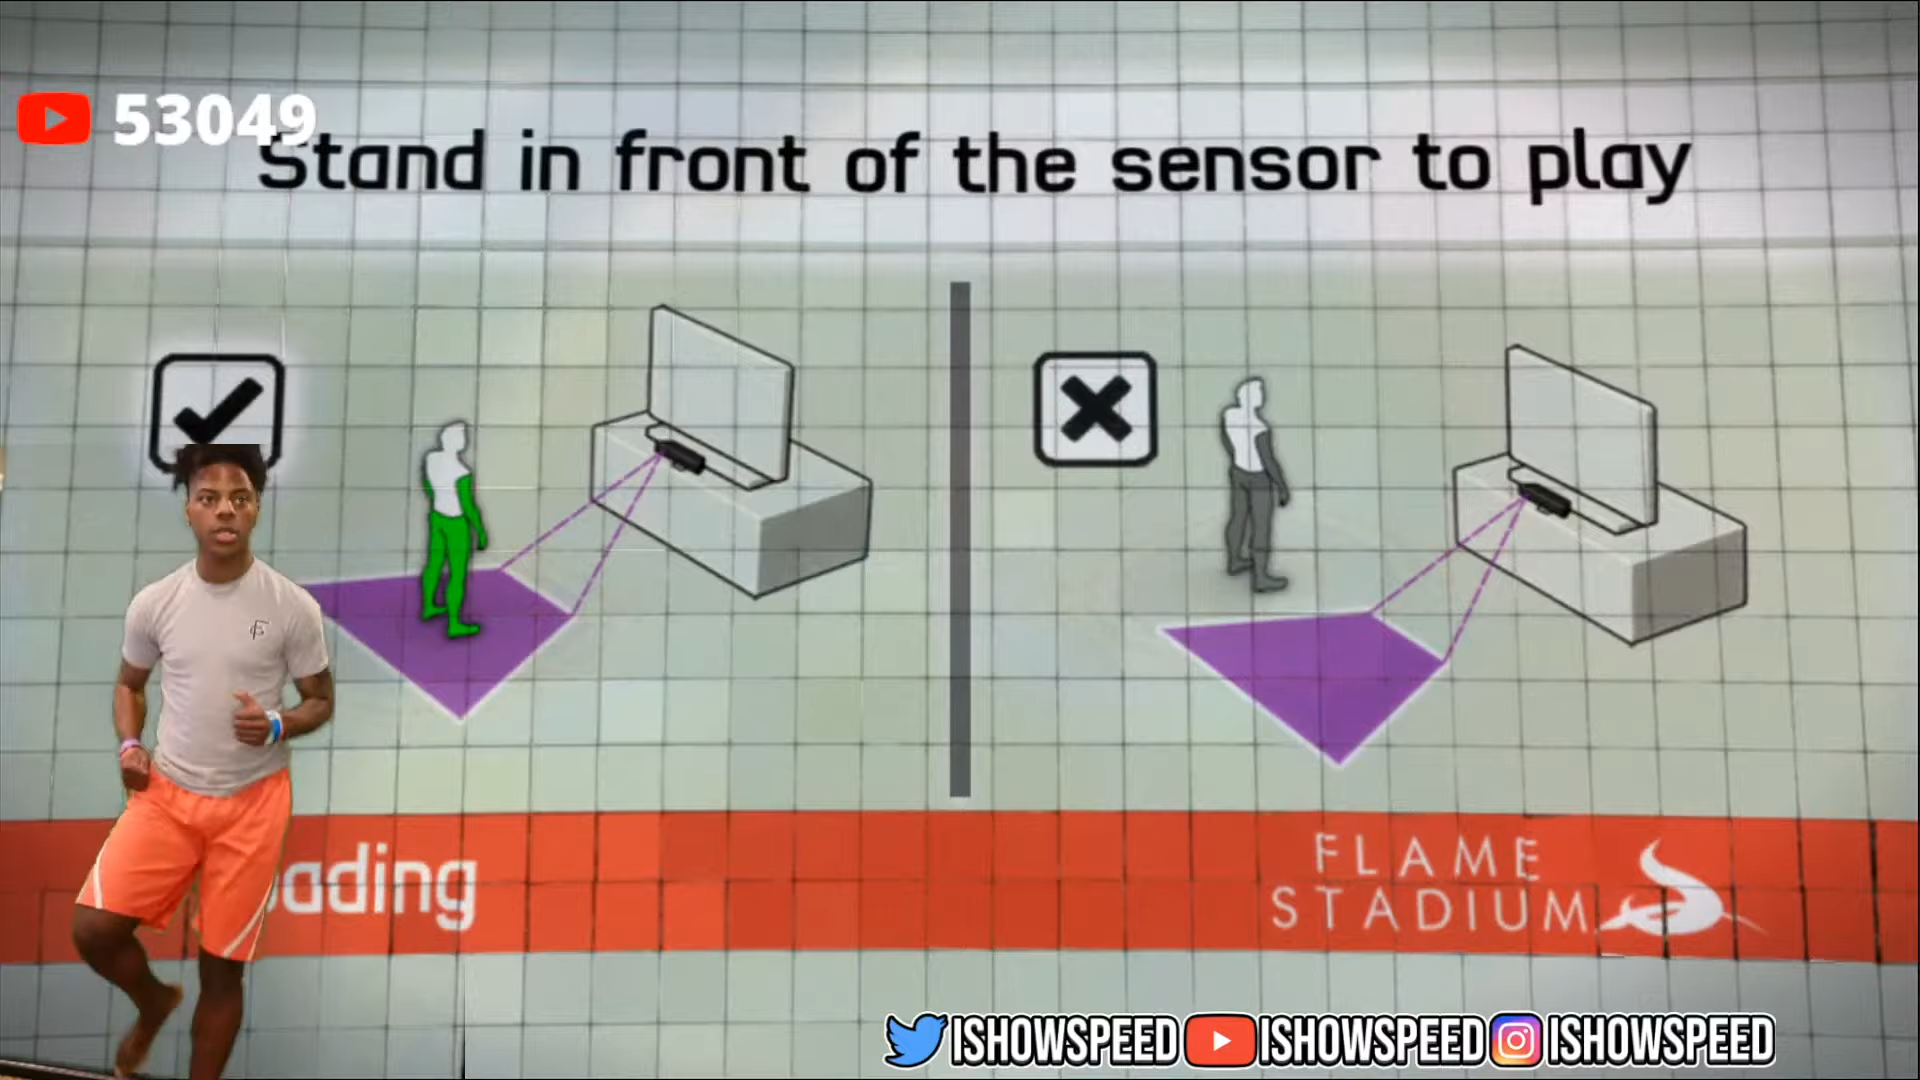 53049
Stand in front of the sensor to play
ading
FLAME
STADIUM
ISHOWSPEED ISHOWSPEED ISHOWSPEED